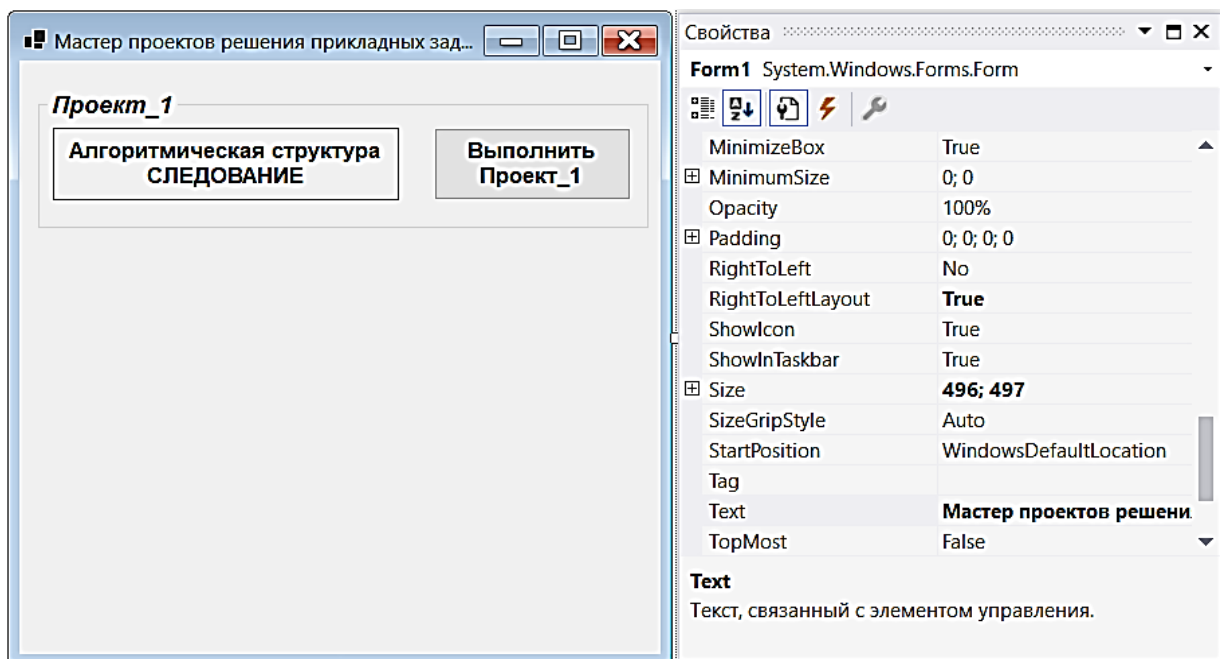 Мастер проектов решения прикладных зад...
Проект_1
Алгоритмическая структура
СЛЕДОВАНИЕ
Выполнить
Проект_1
Свойства
Form1 System.Windows.Forms.Form
MinimizeBox True
MinimumSize 0; 0
Opacity 100%
Padding 0; 0; 0; 0
RightToLeft No
RightToLeftLayout True
ShowIcon True
ShowInTaskbar True
Size 496; 497
SizeGripStyle Auto
StartPosition WindowsDefaultLocation
Tag
Text Мастер проектов решени
TopMost False
Text
Текст, связанный с элементом управления.